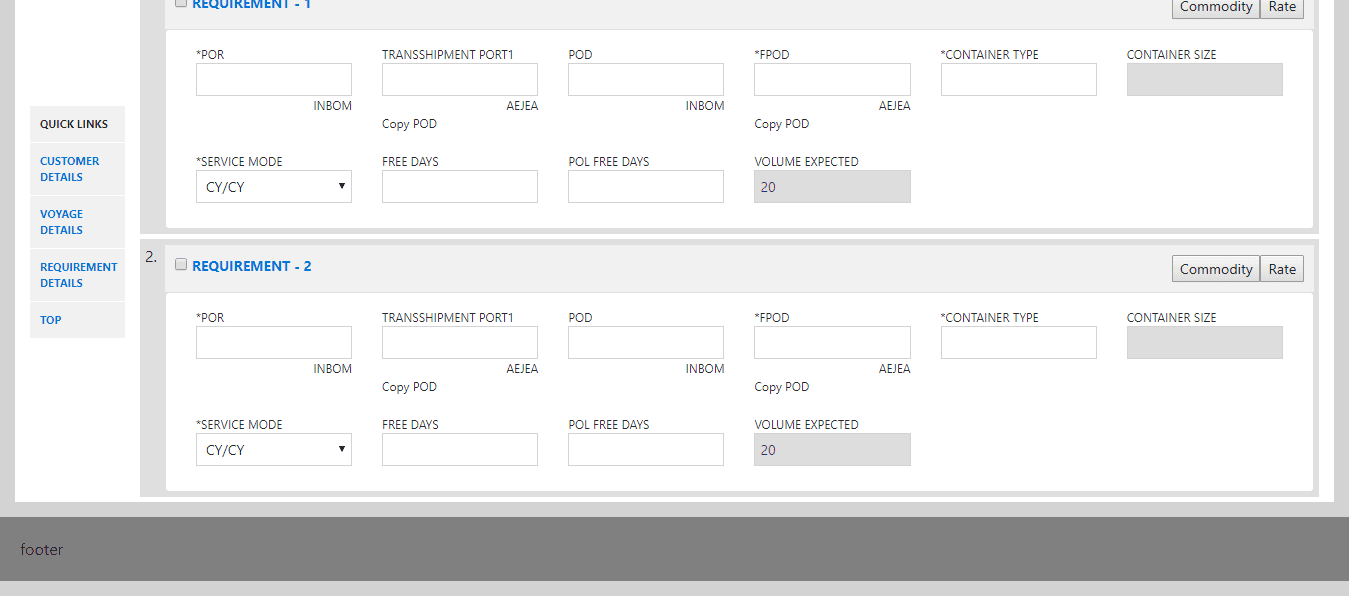 REQUIREMENT - 1
Commodity Rate
*POR TRANSSHIPMENT PORT1 POD *FPOD *CONTAINER TYPE CONTAINER SIZE
INBOM AEJEA INBOM AEJEA
Copy POD Copy POD
*SERVICE MODE FREE DAYS POL FREE DAYS VOLUME EXPECTED
CY/CY 20
QUICK LINKS
CUSTOMER
DETAILS
VOYAGE
DETAILS
REQUIREMENT
DETAILS
TOP
2. REQUIREMENT - 2
Commodity Rate
*POR TRANSSHIPMENT PORT1 POD *FPOD *CONTAINER TYPE CONTAINER SIZE
INBOM AEJEA INBOM AEJEA
Copy POD Copy POD
*SERVICE MODE FREE DAYS POL FREE DAYS VOLUME EXPECTED
CY/CY 20
footer